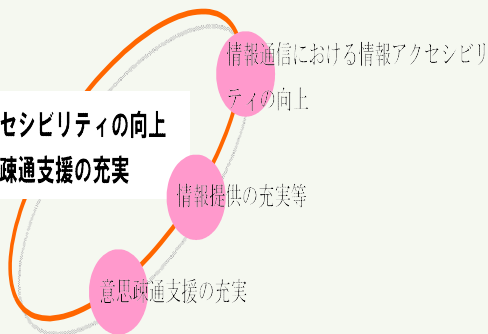 情報通信における情報アクセシビリ
ティの向上
セシビリティの向上
疎通支援の充実
情報提供の充実等
意思疎通支援の充実